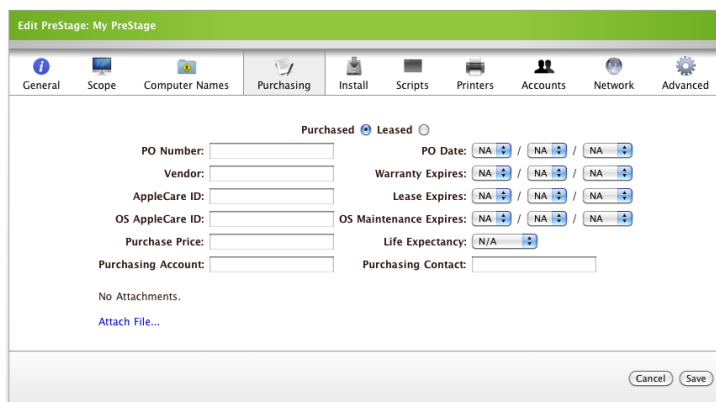 Edit PreStage: My PreStage
General Scope Computer Names Purchasing Install Scripts Printers Accounts Network Advanced
Purchased Leased
PO Number: PO Date: NA / NA / NA
Vendor: Warranty Expires: NA / NA / NA
AppleCare ID: Lease Expires: NA / NA / NA
OS AppleCare ID: OS Maintenance Expires: NA / NA / NA
Purchase Price: Life Expectancy: N/A
Purchasing Account: Purchasing Contact:
No Attachments.
Attach File...
Cancel Save